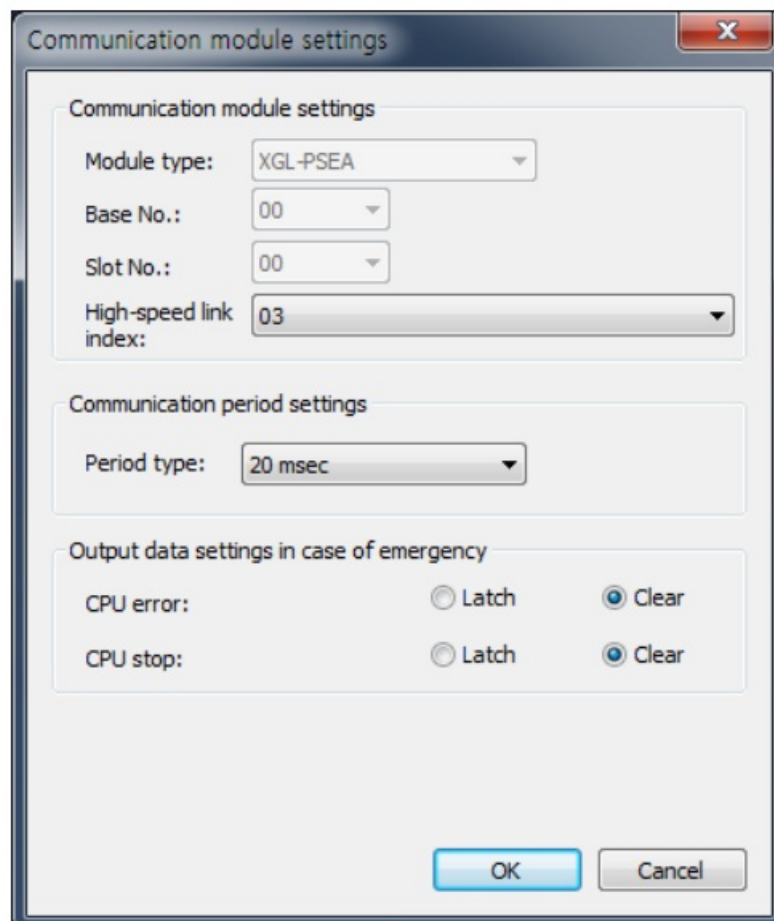 Communication module settings
Communication module settings
Module type: XGL-PSEA
Base No.: 00
Slot No.: 00
High-speed link
index: 03
Communication period settings
Period type: 20 msec
Output data settings in case of emergency
CPU error: Latch Clear
CPU stop: Latch Clear
OK Cancel